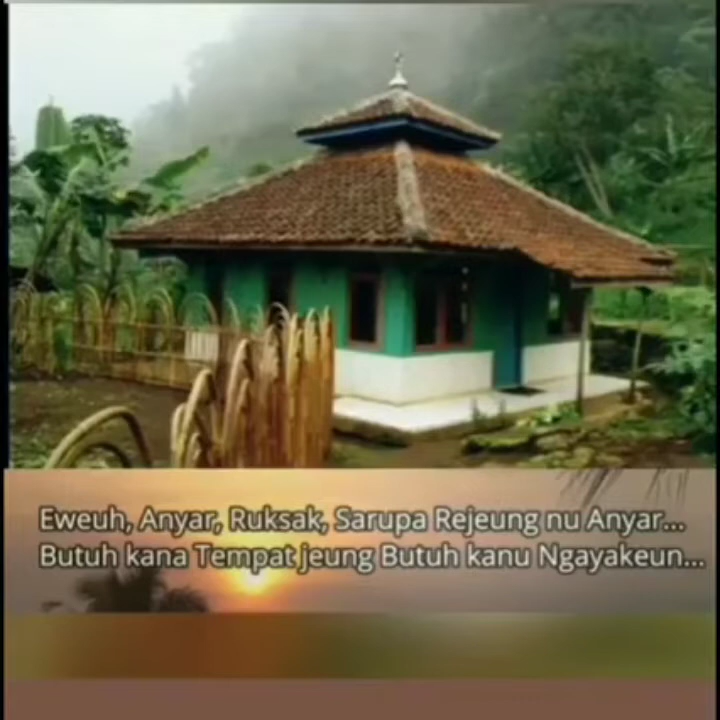 Eweuh, Anyar, Ruksak, Sarupa Rejeung nu Anyar...
Butuh kana Tempat jeung Butuh kanu Ngayakeun...